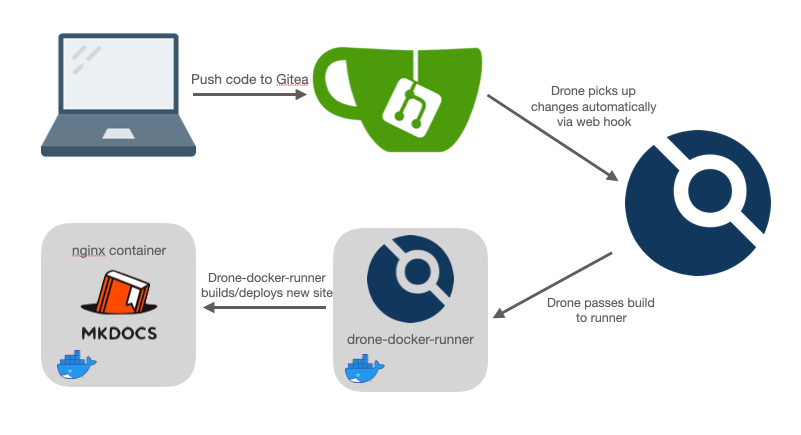 Push code to Gitea
Drone picks up
changes automatically
via web hook
Drone passes build
to runner
drone-docker-runner
Drone-docker-runner
builds/deploys new site
nginx container
MKDOCS